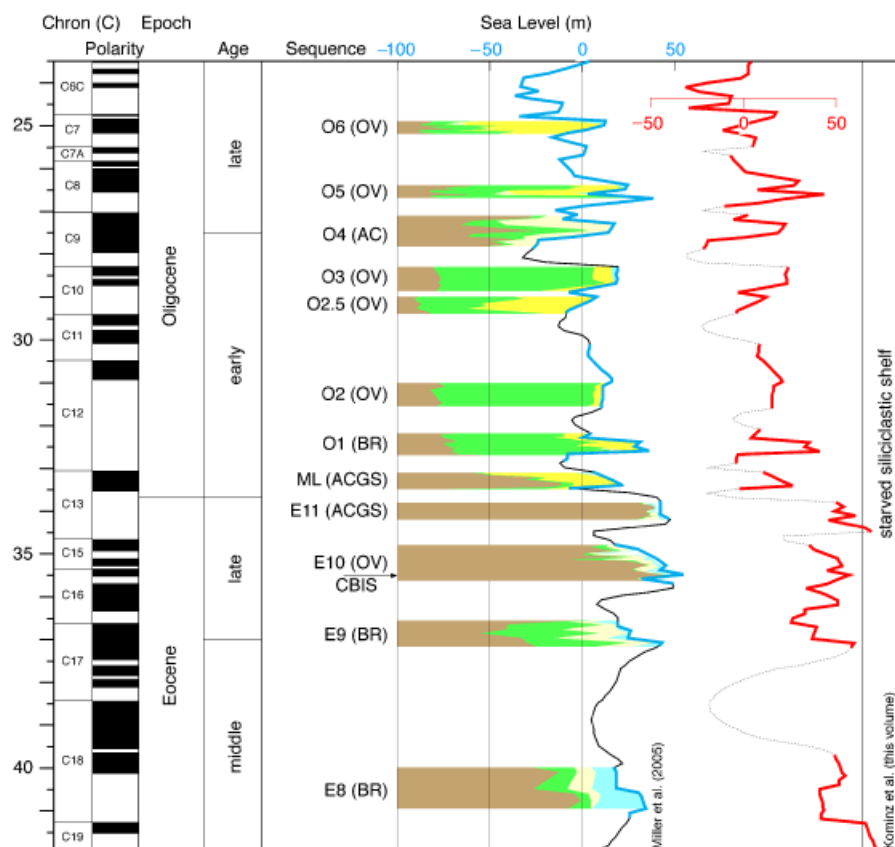 Chron (C) Epoch Sea Level (m)
Polarity Age Sequence −100 −50 0 50
C6C
−50 0 50
25 C7 O6 (OV)
C7A
late
C8 O5 (OV)
C9 O4 (AC)
Oligocene
O3 (OV)
C10 O2.5 (OV)
30 C11
early
C12 O2 (OV)
O1 (BR)
ML (ACGS)
C13 E11 (ACGS)
starved siliciclastic shelf
35 C15 E10 (OV)
late
CBIS
C16
E9 (BR)
C17
Eocene
40 C18 middle E8 (BR)
C19
Miller et al. (2005)
Kominz et al. (this volume)